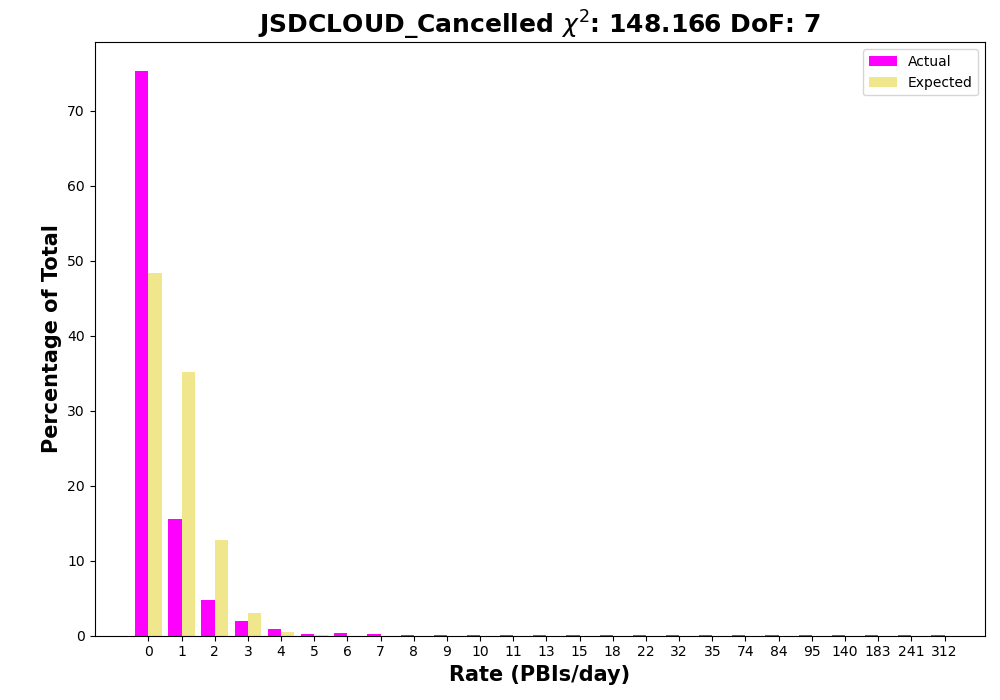 JSDCLOUD_Cancelled χ²: 148.166 DoF: 7
Actual
Expected
Percentage of Total
70
60
50
40
30
20
10
0
0 1 2 3 4 5 6 7 8 9 10 11 13 15 18 22 32 35 74 84 95 140 183 241 312
Rate (PBIs/day)